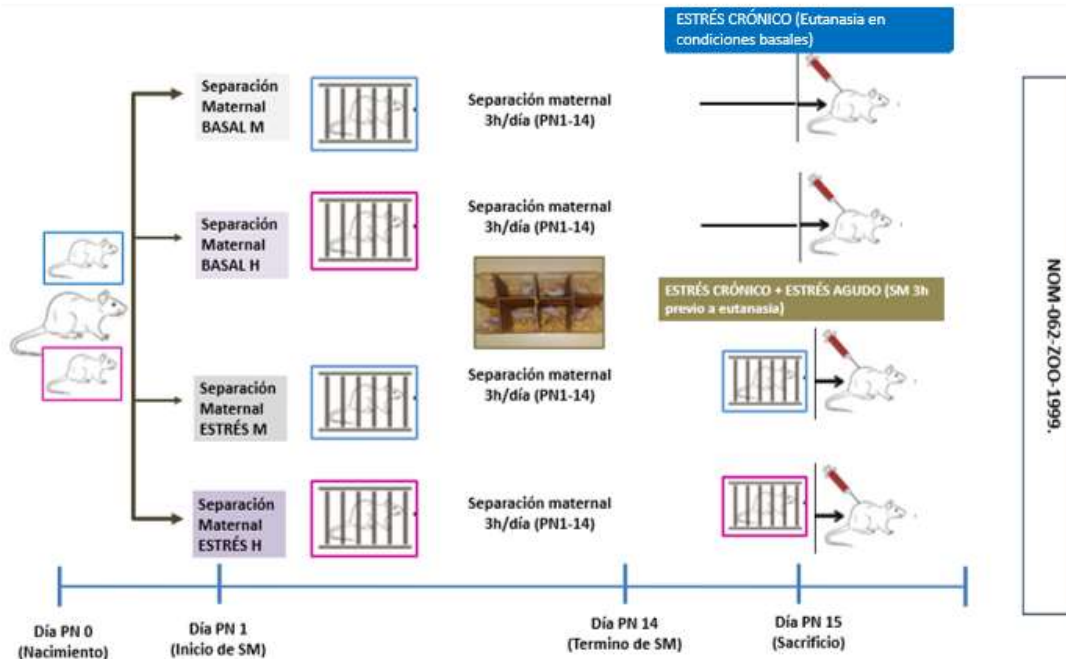 ESTRÉS CRÓNICO (Eutanasia en
condiciones basales)
Separación
Maternal
BASAL M
Separación maternal
3h/día (PN1-14)
Separación
Maternal
BASAL H
Separación maternal
3h/día (PN1-14)
ESTRÉS CRÓNICO + ESTRÉS AGUDO (SM 3h
previo a eutanasia)
Separación
Maternal
ESTRÉS M
Separación maternal
3h/día (PN1-14)
Separación
Maternal
ESTRÉS H
Separación maternal
3h/día (PN1-14)
NOM-062-ZOO-1999.
Día PN 0
(Nacimiento)
Día PN 1
(Inicio de SM)
Día PN 14
(Termino de SM)
Día PN 15
(Sacrificio)